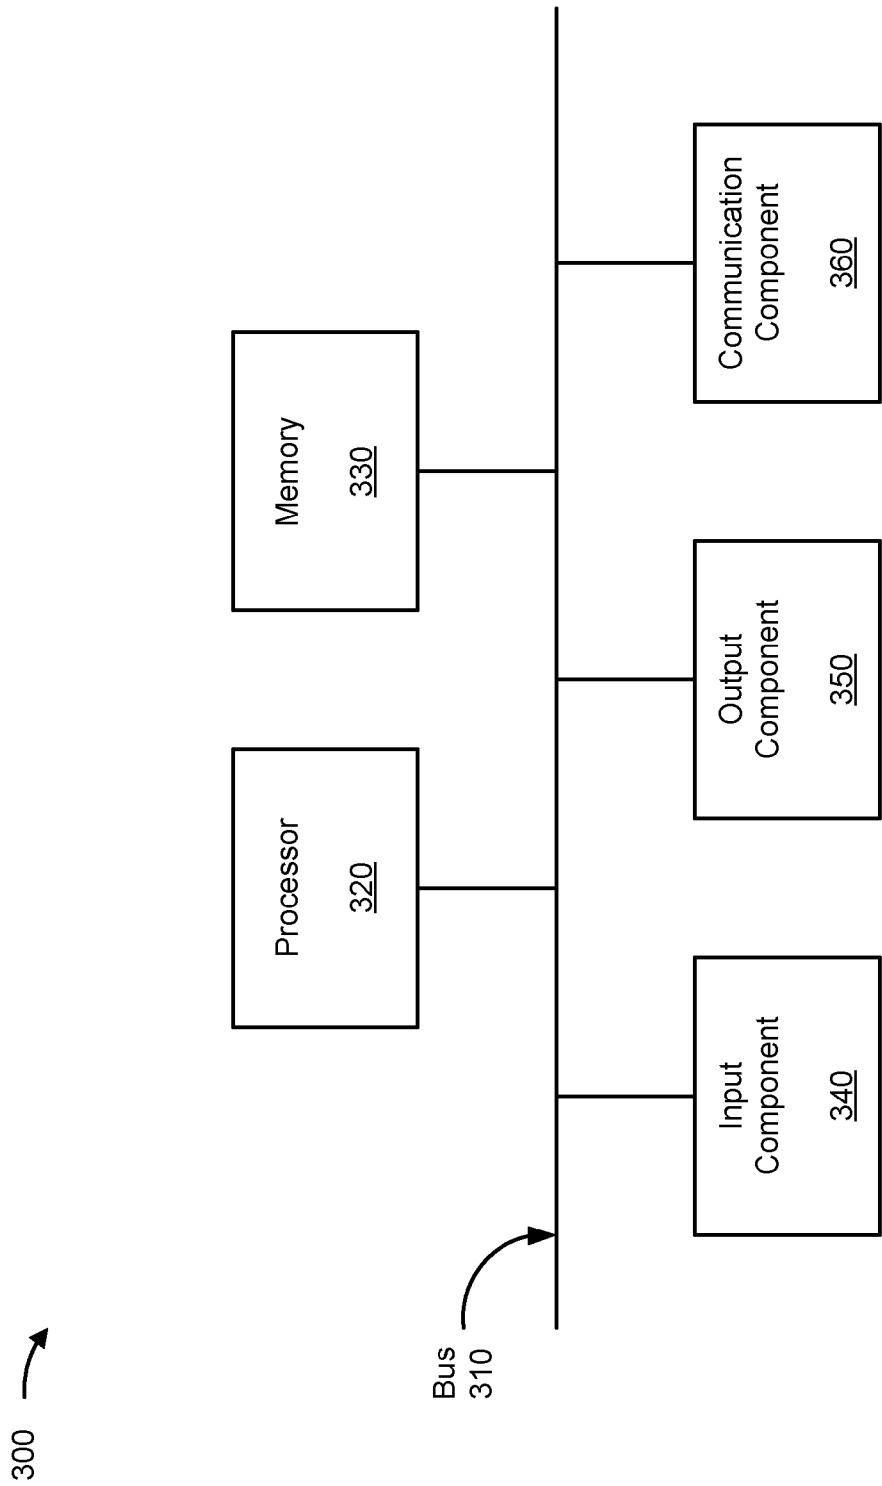 300
Processor
320
Memory
330
Bus
310
Input
Component
340
Output
Component
350
Communication
Component
360